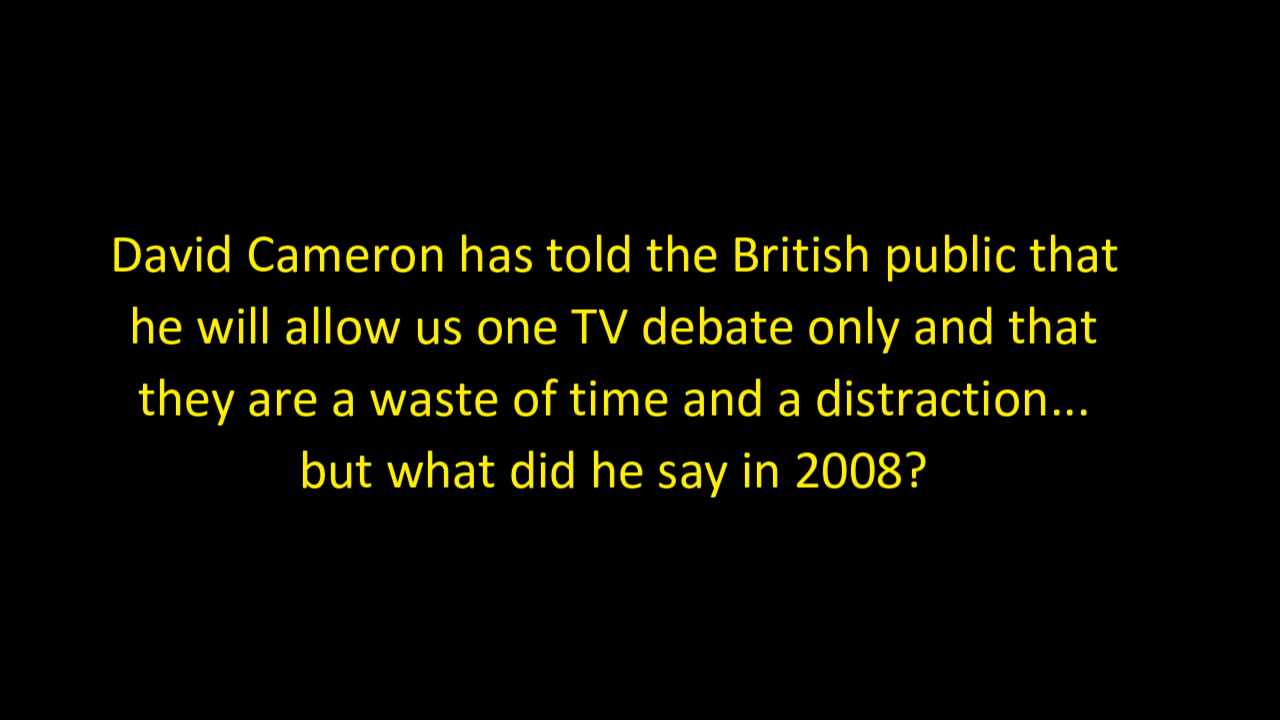 David Cameron has told the British public that
he will allow us one TV debate only and that
they are a waste of time and a distraction...
but what did he say in 2008?